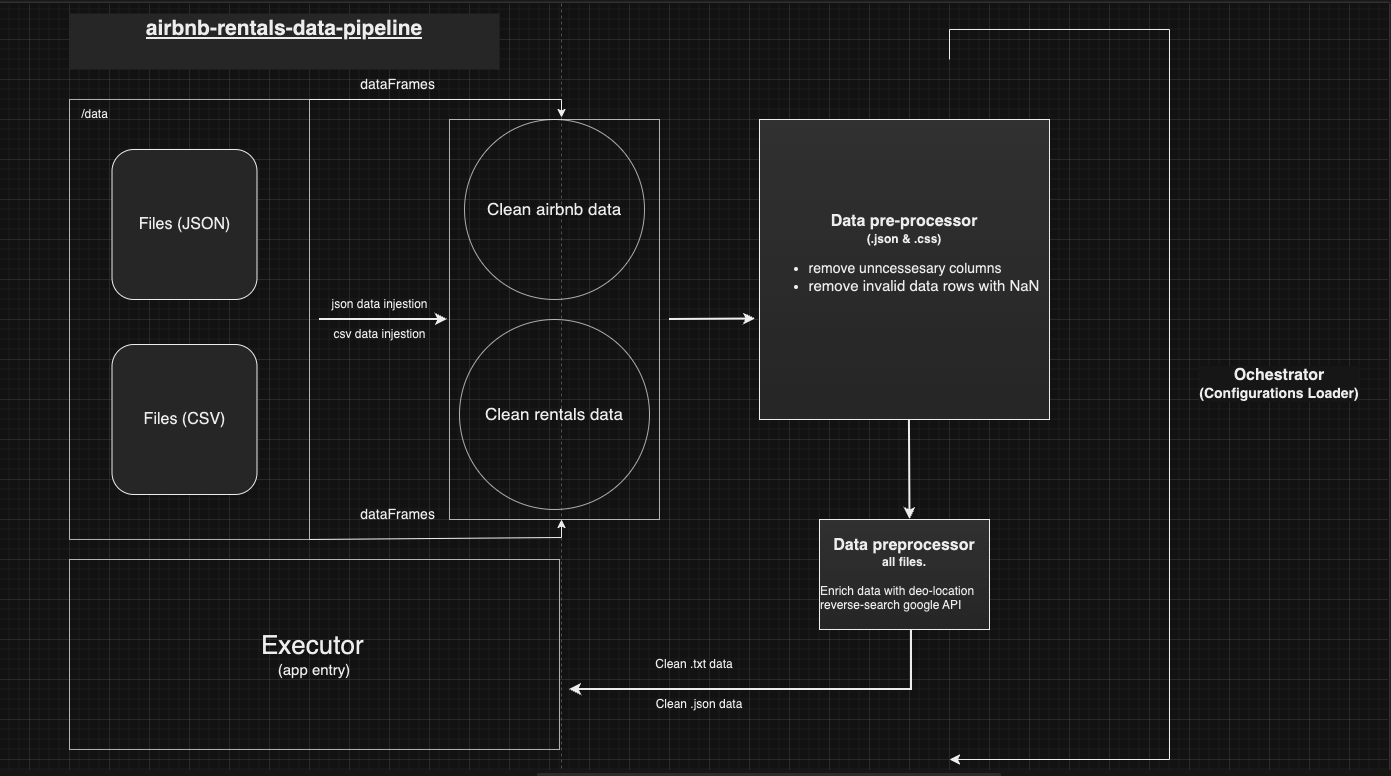 airbnb-rentals-data-pipeline
dataFrames
/data
Files (JSON)
Clean airbnb data
json data injestion
csv data injestion
Files (CSV)
Clean rentals data
dataFrames
Data pre-processor
(.json & .css)
• remove unncessesary columns
• remove invalid data rows with NaN
Ochestrator
(Configurations Loader)
Data preprocessor
all files.
Enrich data with deo-location
reverse-search google API
Executor
(app entry)
Clean .txt data
Clean .json data